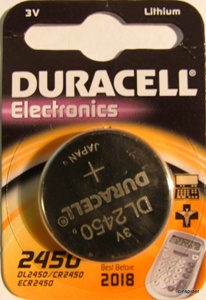 3V Lithium
DURACELL
Electronics
JAPAN
+
DURACELL
DL2450
3V
2450
DL2450/CR2450
ECR2450
Best Before
2018